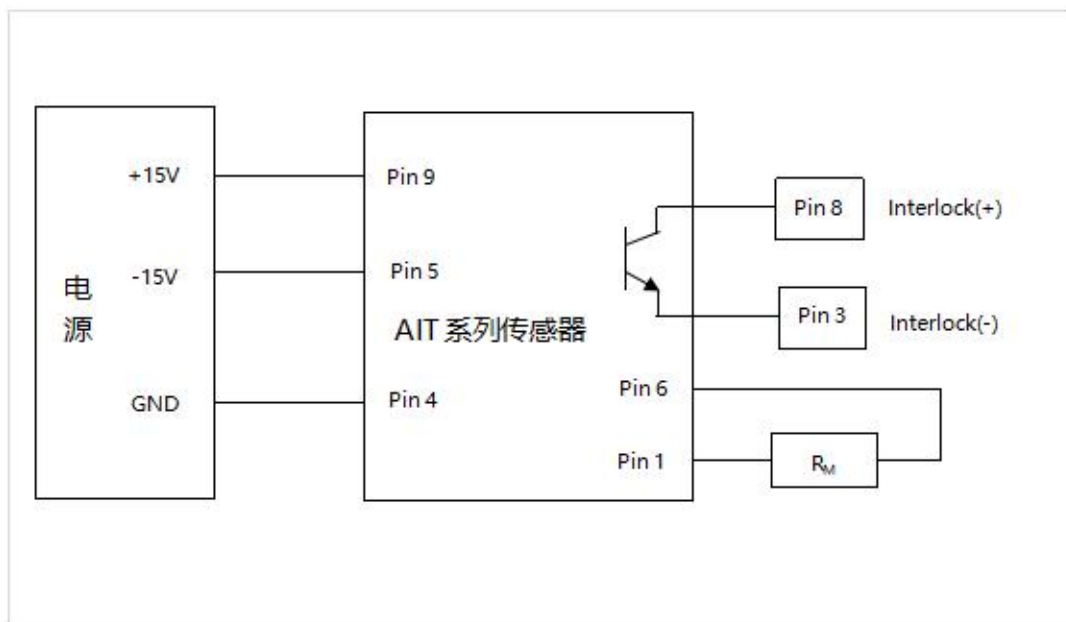 电
源
+15V
-15V
GND
Pin 9
Pin 5
AIT 系列传感器
Pin 4
Pin 6
Pin 1
Pin 8
Interlock(+)
Pin 3
Interlock(-)
RM